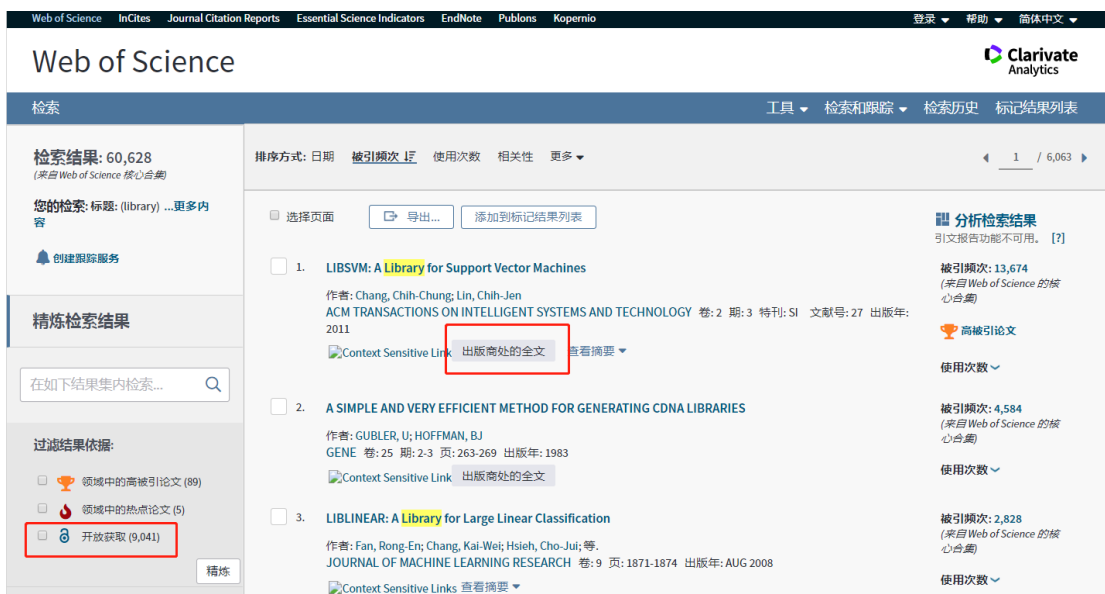 Web of Science InCites Journal Citation Reports Essential Science Indicators EndNote Publons Kopernio 登录 帮助 简体中文
Web of Science
Clarivate
Analytics
检索 工具 检索和跟踪 检索历史 标记结果列表
检索结果: 60,628
(来自 Web of Science 核心合集)
您的检索: 标题: (library) ...更多内
容
创建跟踪服务
精炼检索结果
在如下结果集内检索...
过滤结果依据:
领域中的高被引论文 (89)
领域中的热点论文 (5)
开放获取 (9,041)
精炼
排序方式: 日期 被引频次 使用次数 相关性 更多
1 / 6,063
选择页面 导出... 添加到标记结果列表
1. LIBSVM: A Library for Support Vector Machines
作者: Chang, Chih-Chung; Lin, Chih-Jen
ACM TRANSACTIONS ON INTELLIGENT SYSTEMS AND TECHNOLOGY 卷: 2 期: 3 特刊: SI 文献号: 27 出版年:
2011
Context Sensitive Link 出版商处的全文 查看摘要
2. A SIMPLE AND VERY EFFICIENT METHOD FOR GENERATING CDNA LIBRARIES
作者: GUBLER, U; HOFFMAN, BJ
GENE 卷: 25 期: 2-3 页: 263-269 出版年: 1983
Context Sensitive Link 出版商处的全文
3. LIBLINEAR: A Library for Large Linear Classification
作者: Fan, Rong-En; Chang, Kai-Wei; Hsieh, Cho-Jui; 等.
JOURNAL OF MACHINE LEARNING RESEARCH 卷: 9 页: 1871-1874 出版年: AUG 2008
Context Sensitive Links 查看摘要
分析检索结果
引文报告功能不可用。 [?]
被引频次: 13,674
(来自 Web of Science 的核
心合集)
高被引论文
使用次数
被引频次: 4,584
(来自 Web of Science 的核
心合集)
使用次数
被引频次: 2,828
(来自 Web of Science 的核
心合集)
使用次数